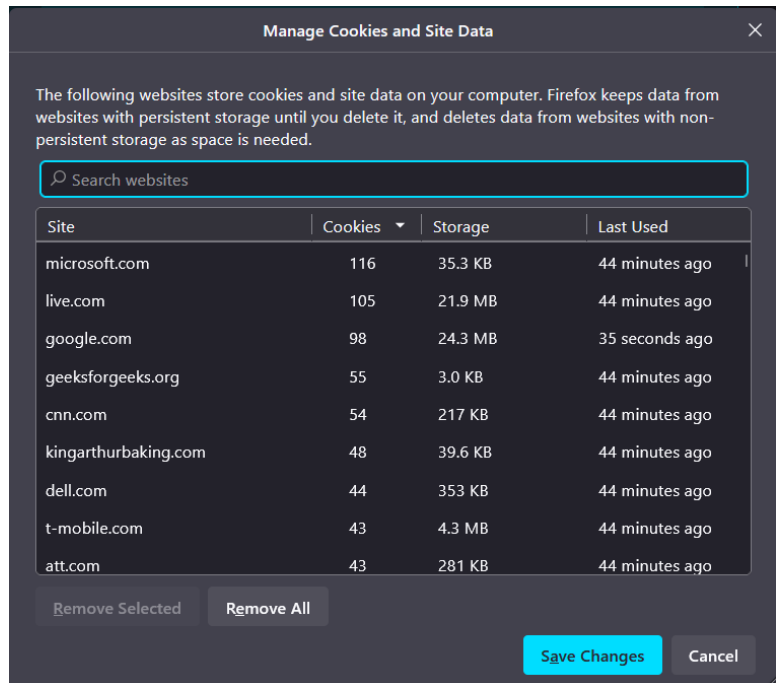 Manage Cookies and Site Data
The following websites store cookies and site data on your computer. Firefox keeps data from
websites with persistent storage until you delete it, and deletes data from websites with non-
persistent storage as space is needed.
Search websites
Site Cookies Storage Last Used
microsoft.com 116 35.3 KB 44 minutes ago
live.com 105 21.9 MB 44 minutes ago
google.com 98 24.3 MB 35 seconds ago
geeksforgeeks.org 55 3.0 KB 44 minutes ago
cnn.com 54 217 KB 44 minutes ago
kingarthurbaking.com 48 39.6 KB 44 minutes ago
dell.com 44 353 KB 44 minutes ago
t-mobile.com 43 4.3 MB 44 minutes ago
att.com 43 281 KB 44 minutes ago
Remove Selected Remove All
Save Changes Cancel